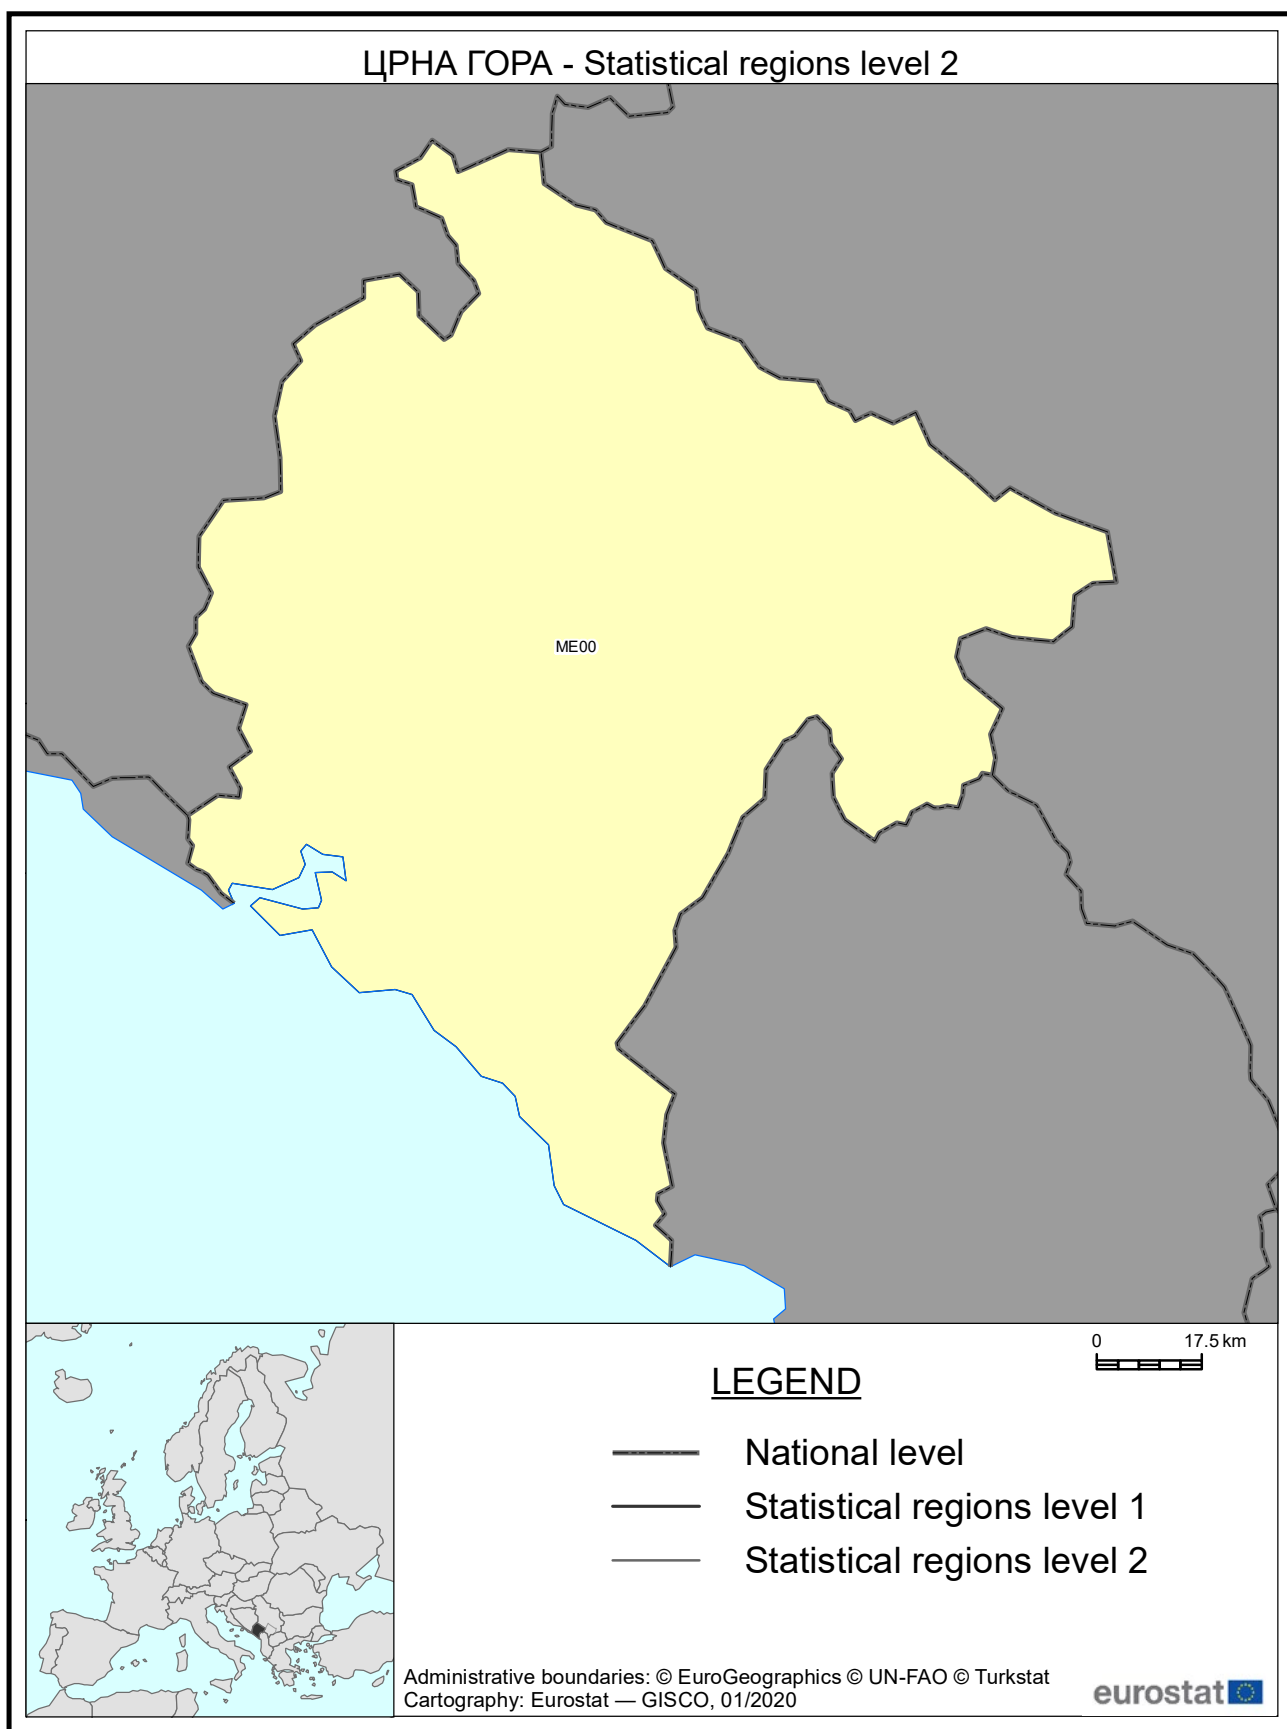 ЦРНА ГОРА - Statistical regions level 2
ME00
0 17.5 km
LEGEND
National level
Statistical regions level 1
Statistical regions level 2
Administrative boundaries: © EuroGeographics © UN-FAO © Turkstat
Cartography: Eurostat — GISCO, 01/2020
eurostat